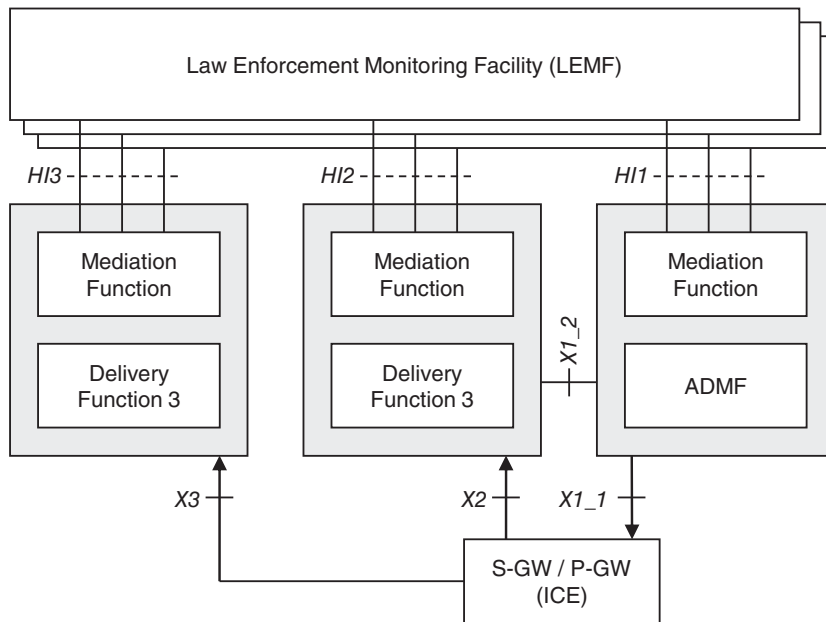 Law Enforcement Monitoring Facility (LEMF)
HI3
HI2
HI1
Mediation
Function
Mediation
Function
Mediation
Function
X1_2
Delivery
Function 3
Delivery
Function 3
ADMF
X3
X2
X1_1
S-GW / P-GW
(ICE)